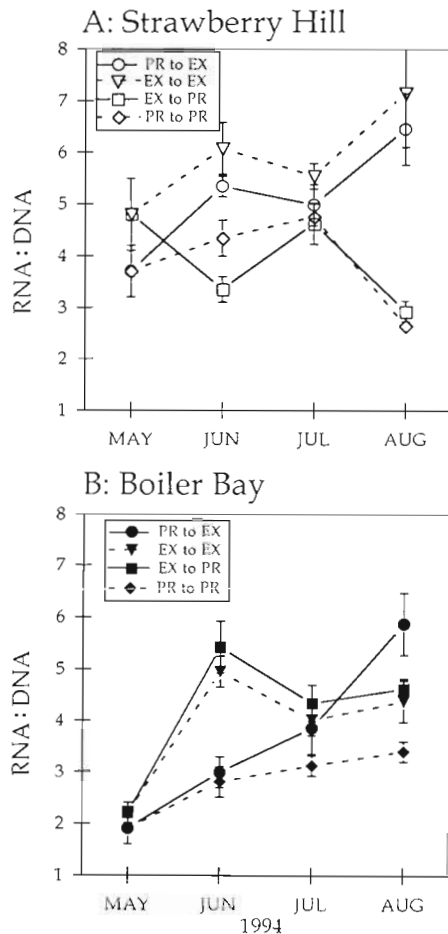 A: Strawberry Hill
8
7
6
5
4
3
2
1
RNA:DNA
PR to EX
EX to EX
EX to PR
PR to PR
MAY JUN JUL AUG
B: Boiler Bay
8
7
6
5
4
3
2
1
RNA:DNA
PR to EX
EX to EX
EX to PR
PR to PR
MAY JUN JUL AUG
1994